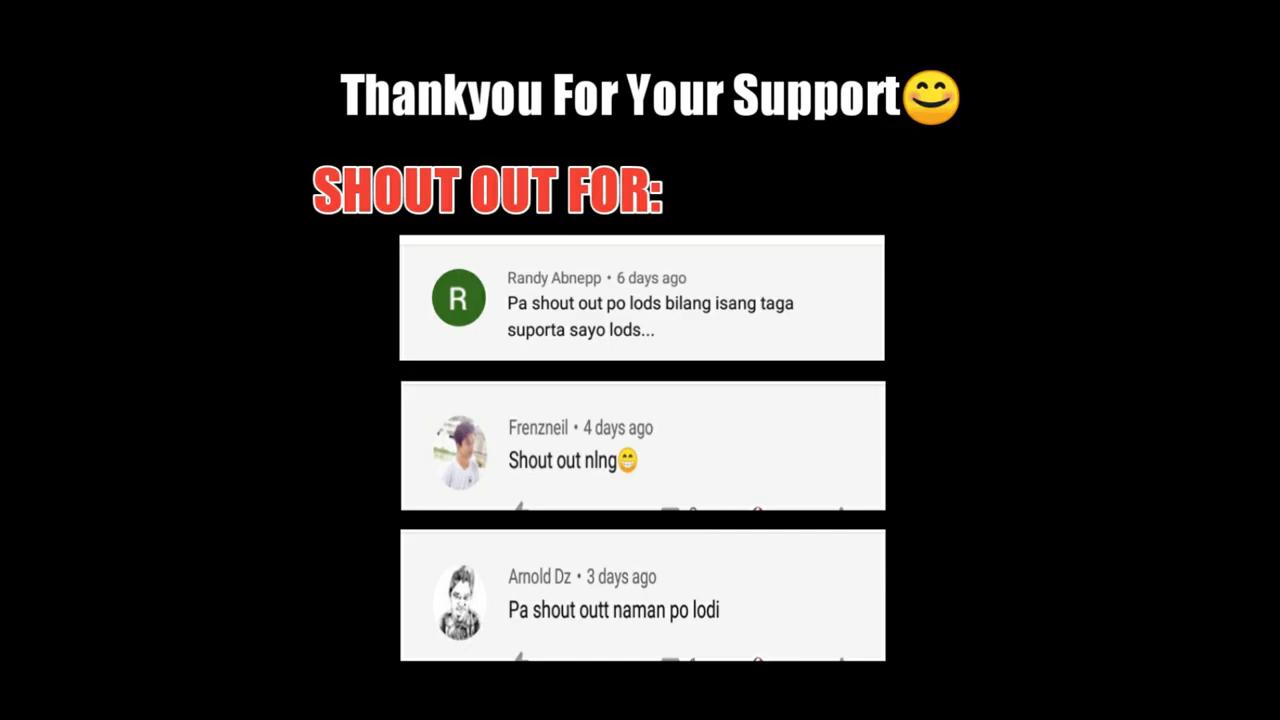 Thankyou For Your Support😊
SHOUT OUT FOR:
R
Randy Abnepp • 6 days ago
Pa shout out po lods bilang isang taga
suporta sayo lods...
Frenzneil • 4 days ago
Shout out nlng😁
Arnold Dz • 3 days ago
Pa shout outt naman po lodi